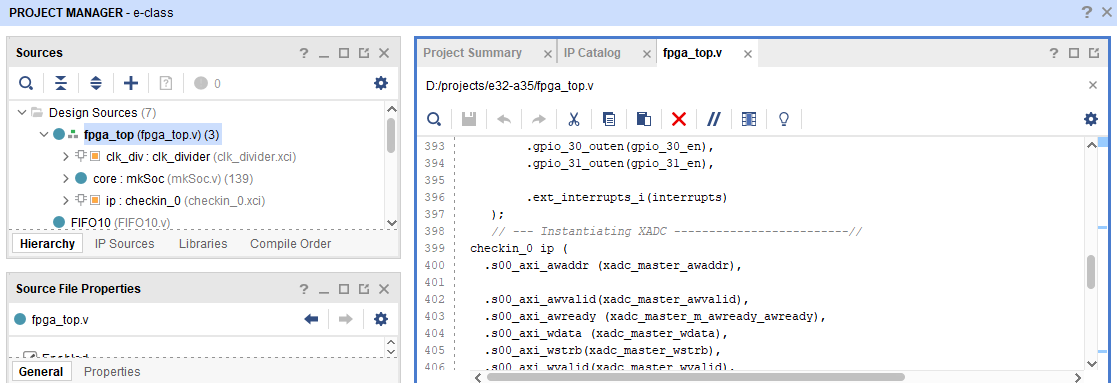 PROJECT MANAGER - e-class
Sources
0
Design Sources (7)
fpga_top (fpga_top.v) (3)
clk_div : clk_divider (clk_divider.xci)
core : mkSoc (mkSoc.v) (139)
ip : checkin_0 (checkin_0.xci)
FIFO10 (FIFO10.v)
Hierarchy IP Sources Libraries Compile Order
Source File Properties
fpga_top.v
Enabled
General Properties
Project Summary IP Catalog fpga_top.v
D:/projects/e32-a35/fpga_top.v
393 .gpio_30_outen(gpio_30_en),
394 .gpio_31_outen(gpio_31_en),
395
396 .ext_interrupts_i(interrupts)
397 );
398 // --- Instantiating XADC -------------------------//
399 checkin_0 ip (
400 .s00_axi_awaddr (xadc_master_awaddr),
401
402 .s00_axi_awvalid(xadc_master_awvalid),
403 .s00_axi_awready (xadc_master_m_awready_awready),
404 .s00_axi_wdata (xadc_master_wdata),
405 .s00_axi_wstrb(xadc_master_wstrb),
406 .s00_axi_wvalid(xadc_master_wvalid),